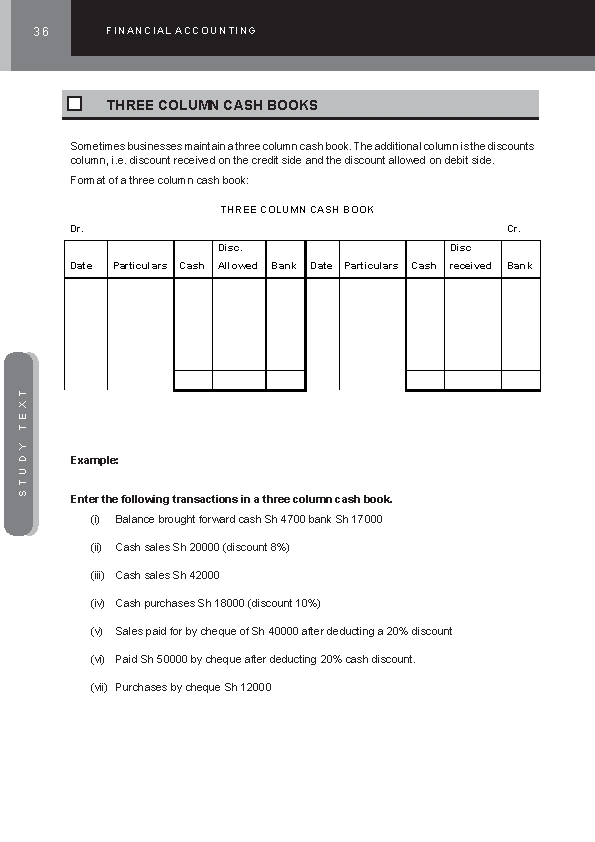 36
FINANCIAL ACCOUNTING
THREE COLUMN CASH BOOKS
Sometimes businesses maintain a three column cash book. The additional column is the discounts
column, i.e. discount received on the credit side and the discount allowed on debit side.
Format of a three column cash book:
THREE COLUMN CASH BOOK
Dr. Cr.
Disc. Disc
Date Particulars Cash Allowed Bank Date Particulars Cash received Bank
STUDY TEXT
Example:
Enter the following transactions in a three column cash book.
(i) Balance brought forward cash Sh 4700 bank Sh 17000
(ii) Cash sales Sh 20000 (discount 8%)
(iii) Cash sales Sh 42000
(iv) Cash purchases Sh 18000 (discount 10%)
(v) Sales paid for by cheque of Sh 40000 after deducting a 20% discount
(vi) Paid Sh 50000 by cheque after deducting 20% cash discount.
(vii) Purchases by cheque Sh 12000